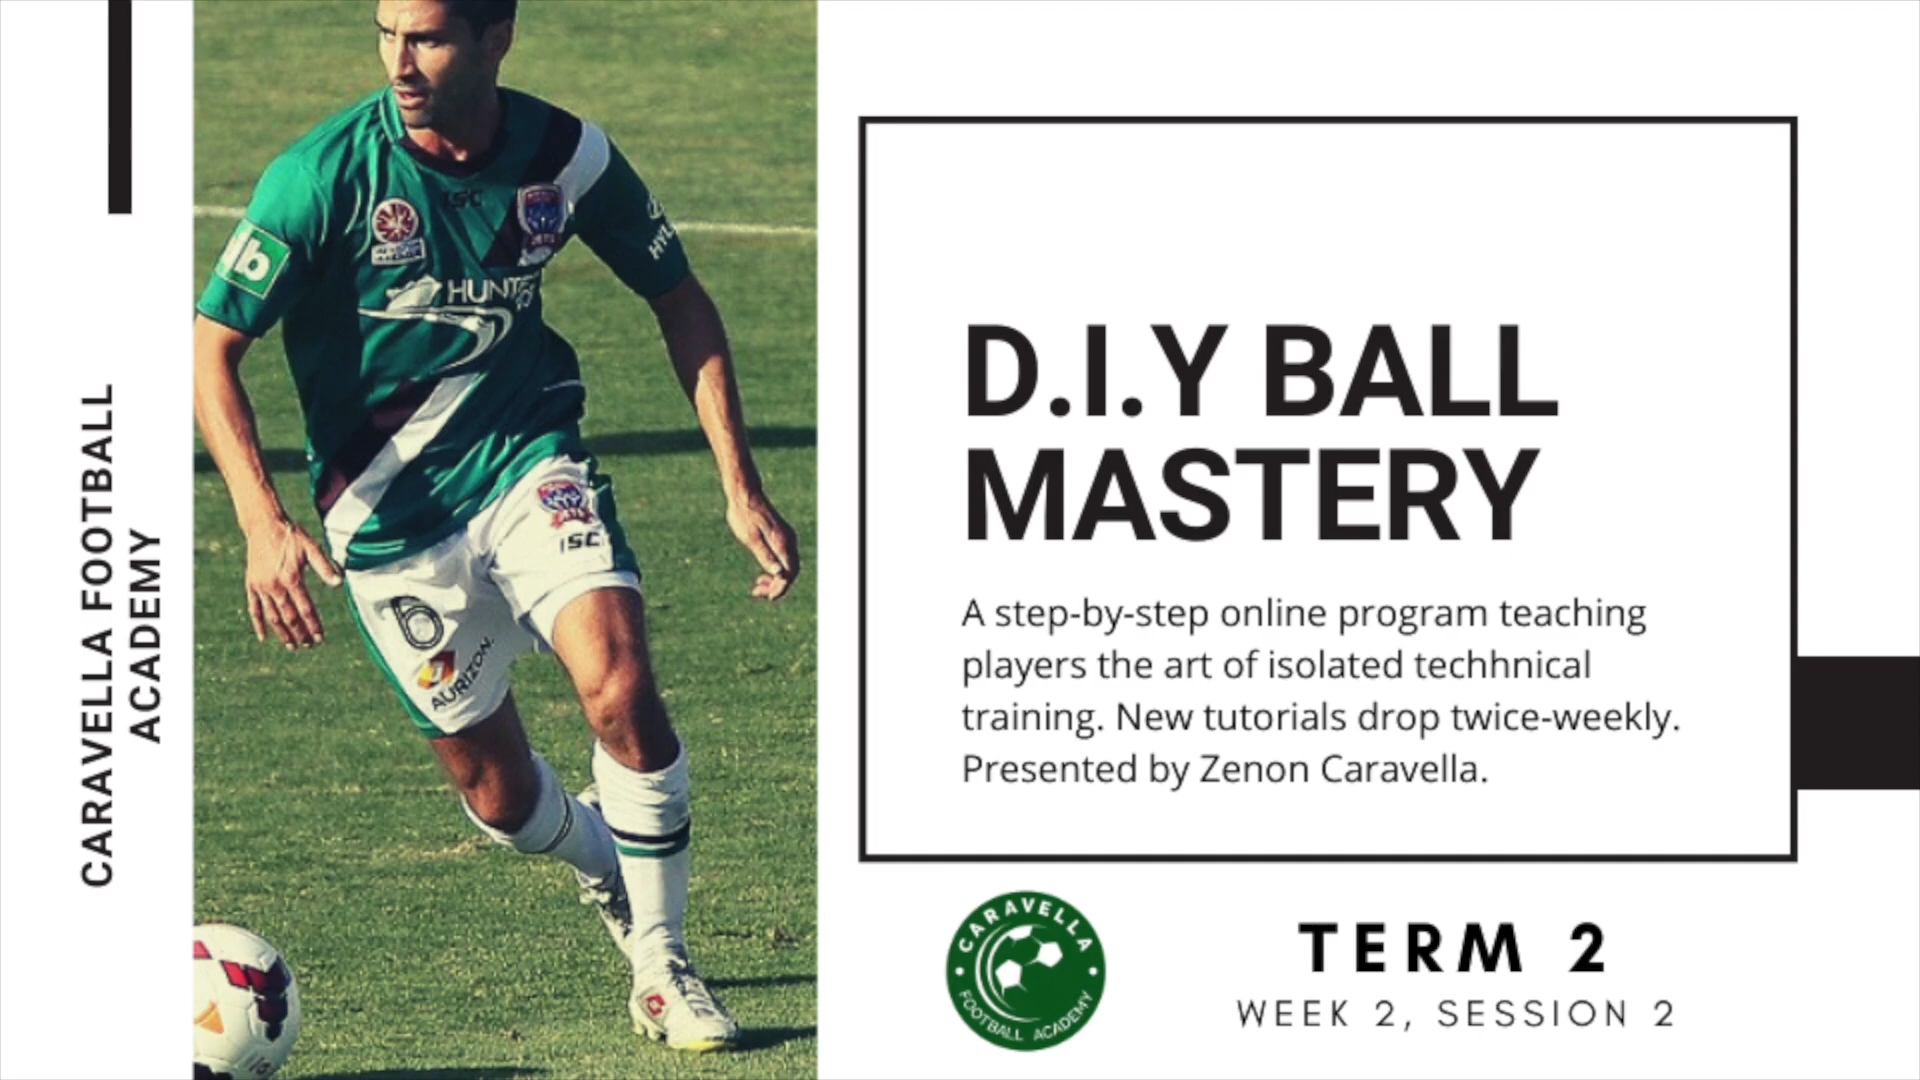 CARAVELLA FOOTBALL
ACADEMY
ISC
HYU
JETS
HUNTER
ISC
6
AURIZON.
D.I.Y BALL
MASTERY
A step-by-step online program teaching
players the art of isolated techhnical
training. New tutorials drop twice-weekly.
Presented by Zenon Caravella.
CARAVELLA
FOOTBALL ACADEMY
TERM 2
WEEK 2, SESSION 2